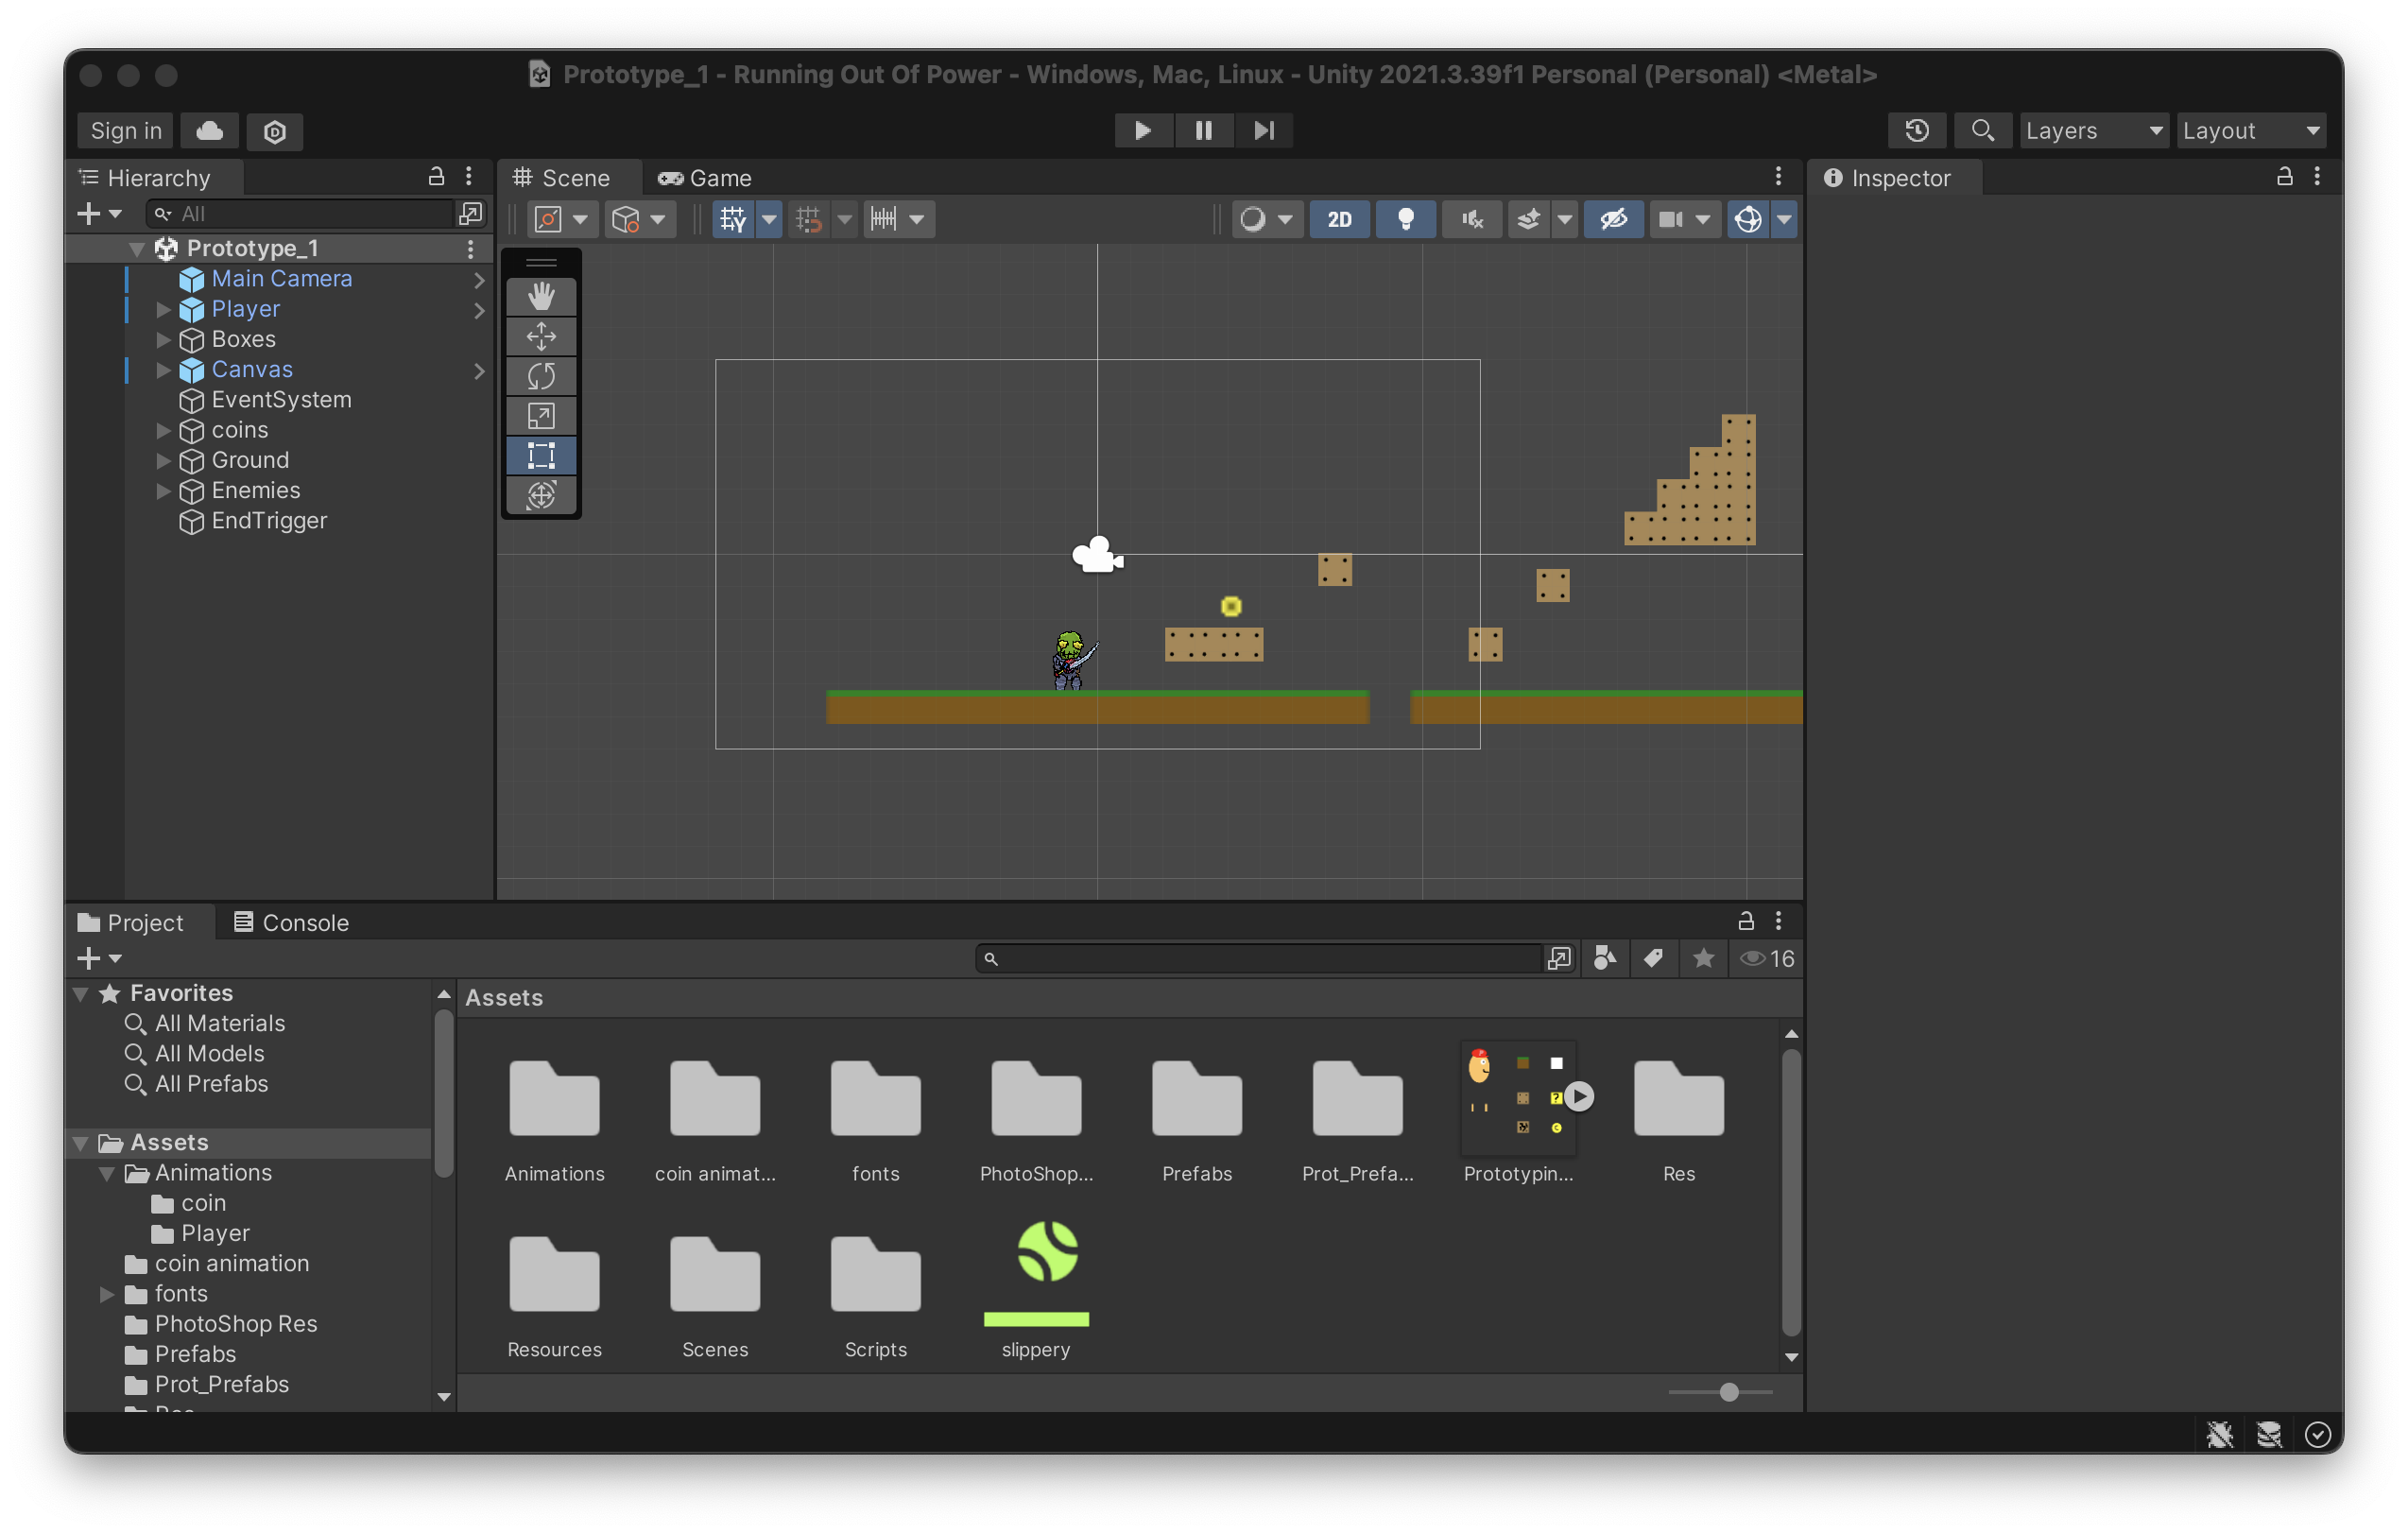 Prototype_1 - Running Out Of Power - Windows, Mac, Linux - Unity 2021.3.39f1 Personal (Personal) <Metal>
Sign in
Layers
Layout
Hierarchy
Scene
Game
Inspector
All
2D
Prototype_1
Main Camera
Player
Boxes
Canvas
EventSystem
coins
Ground
Enemies
EndTrigger
Project
Console
16
Favorites
All Materials
All Models
All Prefabs
Assets
Animations
coin
Player
coin animation
fonts
PhotoShop Res
Prefabs
Prot_Prefabs
Assets
Animations
coin animat...
fonts
PhotoShop...
Prefabs
Prot_Prefa...
Prototypin...
Res
Resources
Scenes
Scripts
slippery